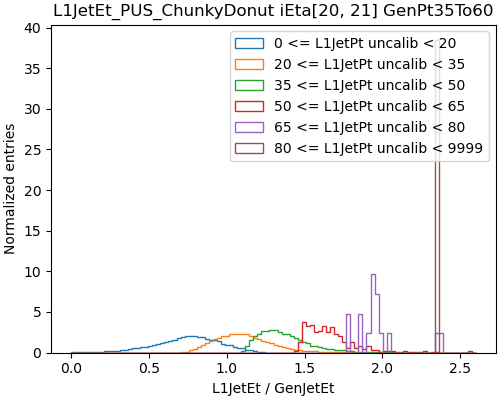 L1JetEt_PUS_ChunkyDonut iEta[20, 21] GenPt35To60
40
35
30
25
20
15
10
5
0
Normalized entries
0 <= L1JetPt uncalib < 20
20 <= L1JetPt uncalib < 35
35 <= L1JetPt uncalib < 50
50 <= L1JetPt uncalib < 65
65 <= L1JetPt uncalib < 80
80 <= L1JetPt uncalib < 9999
0.0 0.5 1.0 1.5 2.0 2.5
L1JetEt / GenJetEt